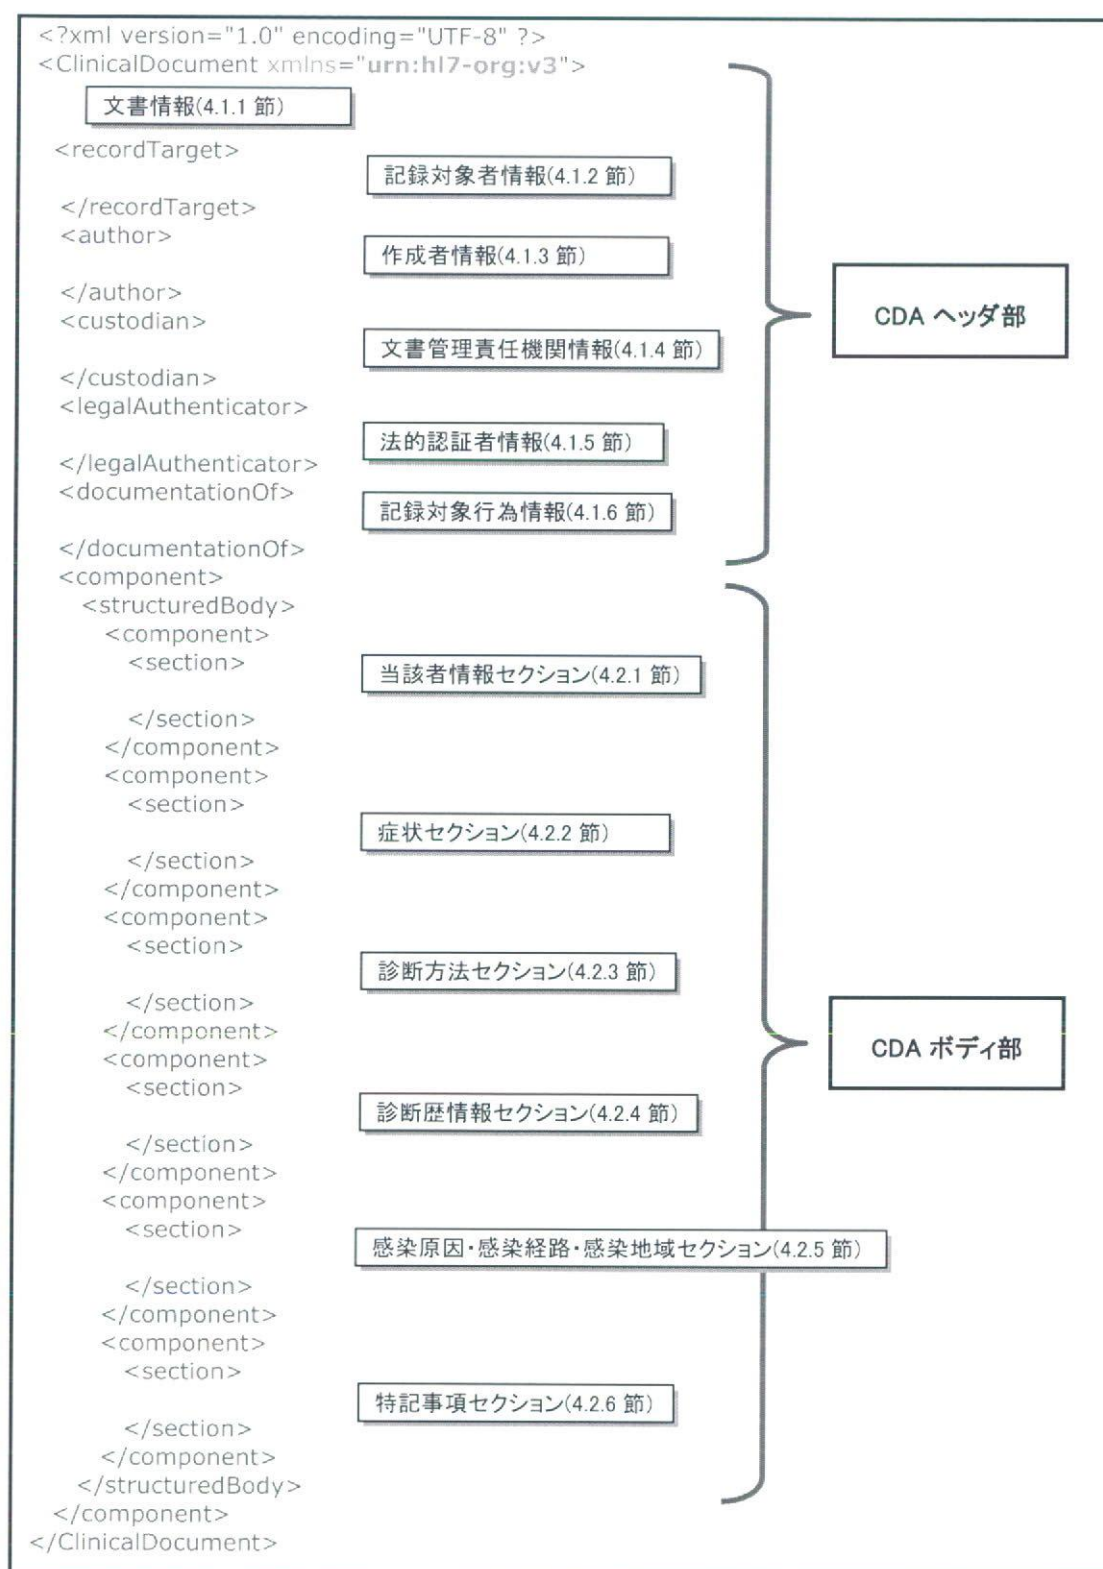 <?xml version="1.0" encoding="UTF-8" ?>
<ClinicalDocument xmlns="urn:hl7-org:v3">
文書情報(4.1.1 節)
<recordTarget>
記録対象者情報(4.1.2 節)
</recordTarget>
<author>
作成者情報(4.1.3 節)
</author>
<custodian>
文書管理責任機関情報(4.1.4 節)
</custodian>
<legalAuthenticator>
法的認証者情報(4.1.5 節)
</legalAuthenticator>
<documentationOf>
記録対象行為情報(4.1.6 節)
</documentationOf>
CDA ヘッダ部
<component>
<structuredBody>
<component>
<section>
当該者情報セクション(4.2.1 節)
</section>
</component>
<component>
<section>
症状セクション(4.2.2 節)
</section>
</component>
<component>
<section>
診断方法セクション(4.2.3 節)
</section>
</component>
<component>
<section>
診断歴情報セクション(4.2.4 節)
</section>
</component>
<component>
<section>
感染原因・感染経路・感染地域セクション(4.2.5 節)
</section>
</component>
<component>
<section>
特記事項セクション(4.2.6 節)
</section>
</component>
</structuredBody>
</component>
</ClinicalDocument>
CDA ボディ部